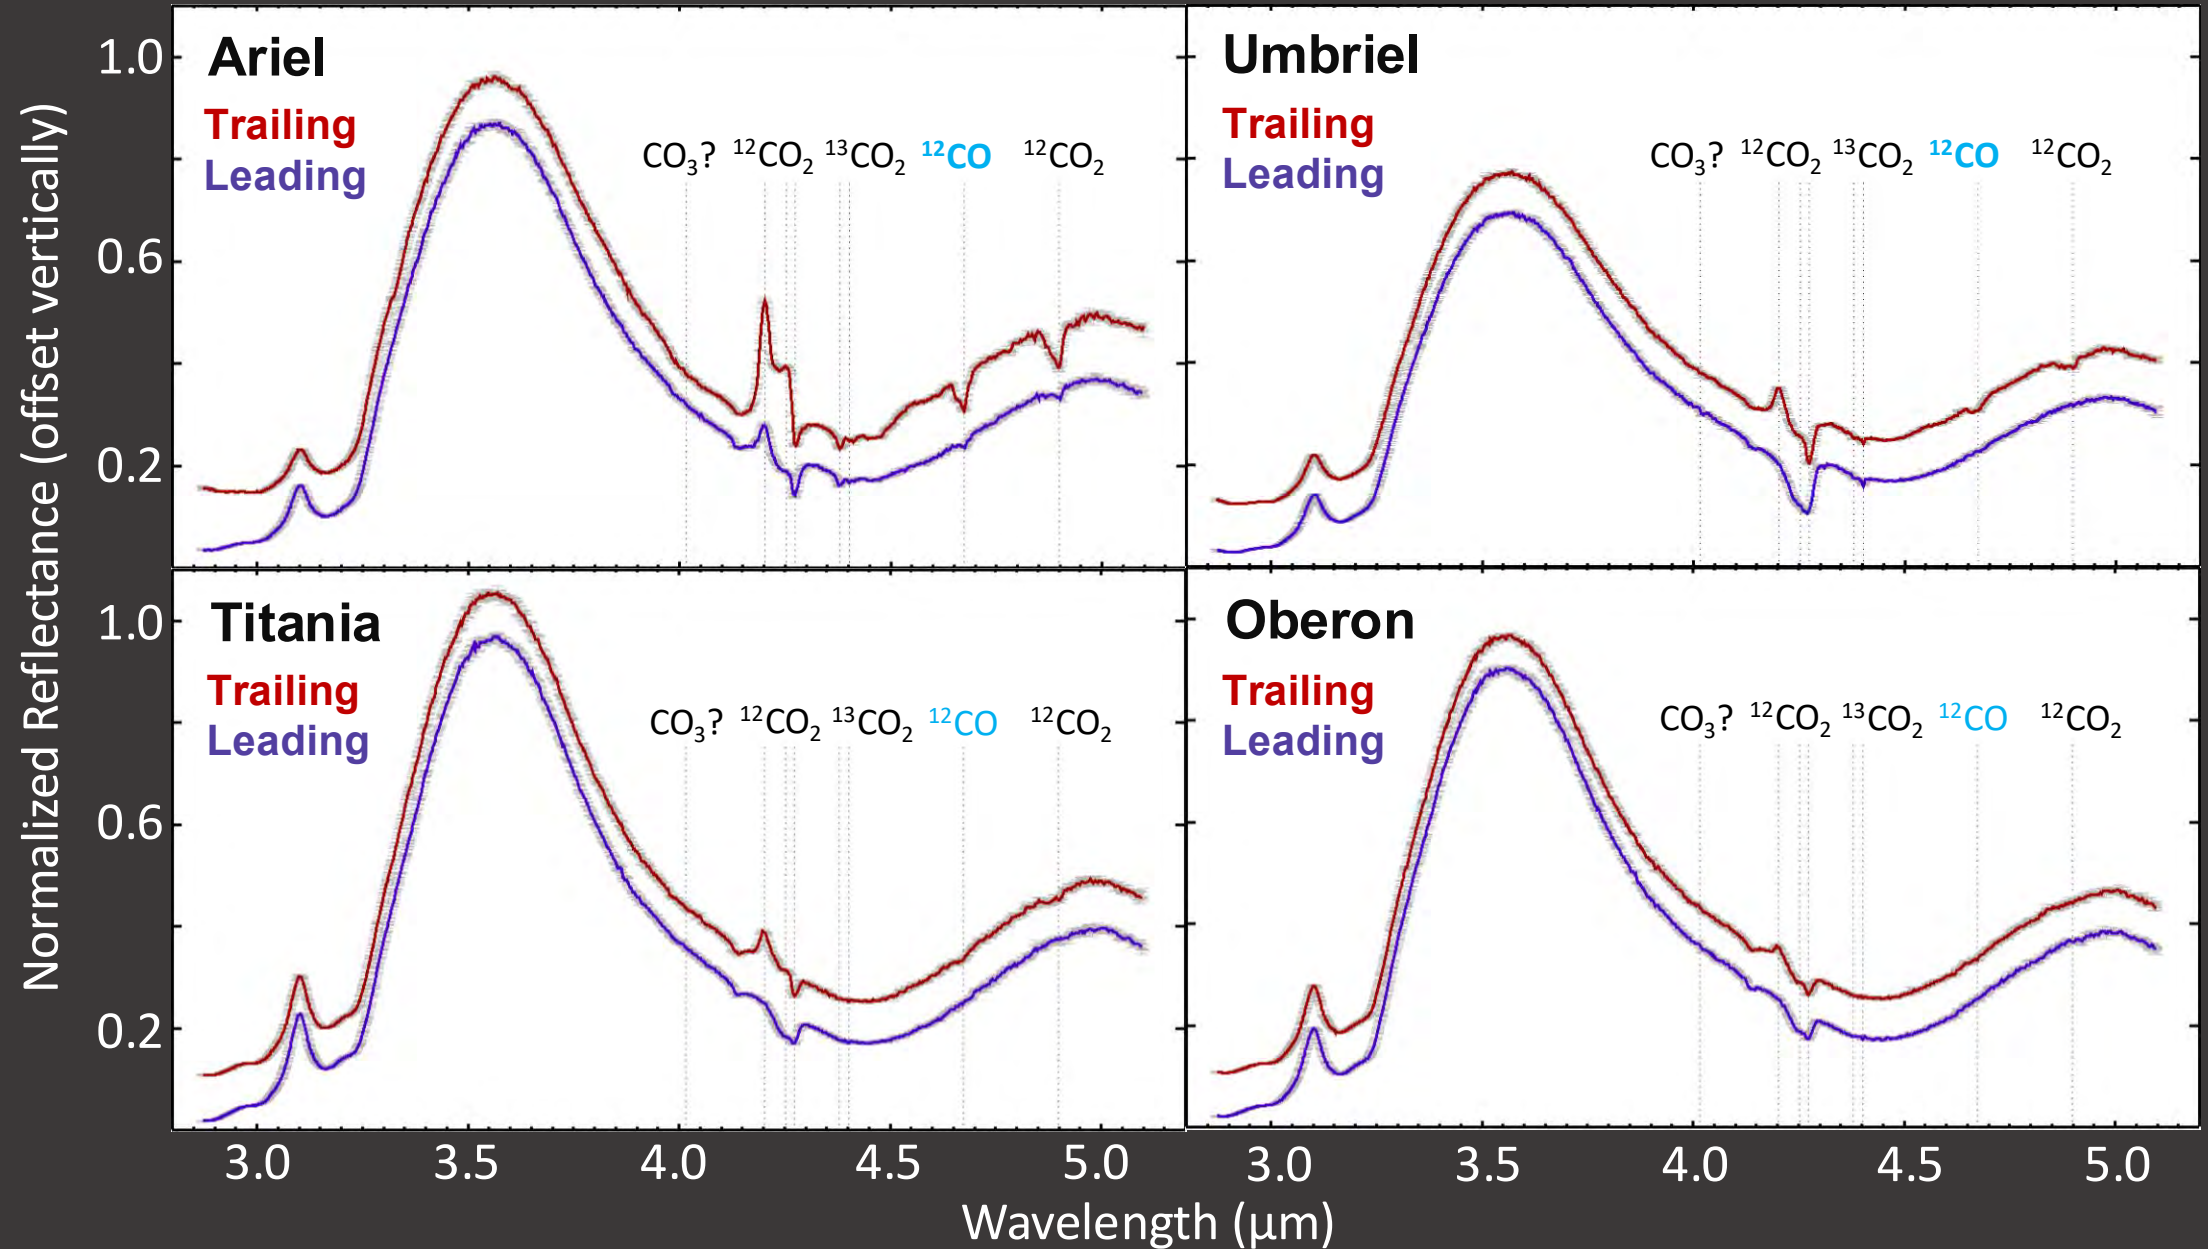 Normalized Reflectance (offset vertically)
1.0
0.6
0.2
Ariel
Trailing
Leading
CO₃? ¹²CO₂ ¹³CO₂ ¹²CO ¹²CO₂
Umbriel
Trailing
Leading
CO₃? ¹²CO₂ ¹³CO₂ ¹²CO ¹²CO₂
1.0
0.6
0.2
Titania
Trailing
Leading
CO₃? ¹²CO₂ ¹³CO₂ ¹²CO ¹²CO₂
Oberon
Trailing
Leading
CO₃? ¹²CO₂ ¹³CO₂ ¹²CO ¹²CO₂
3.0 3.5 4.0 4.5 5.0 3.0 3.5 4.0 4.5 5.0
Wavelength (μm)